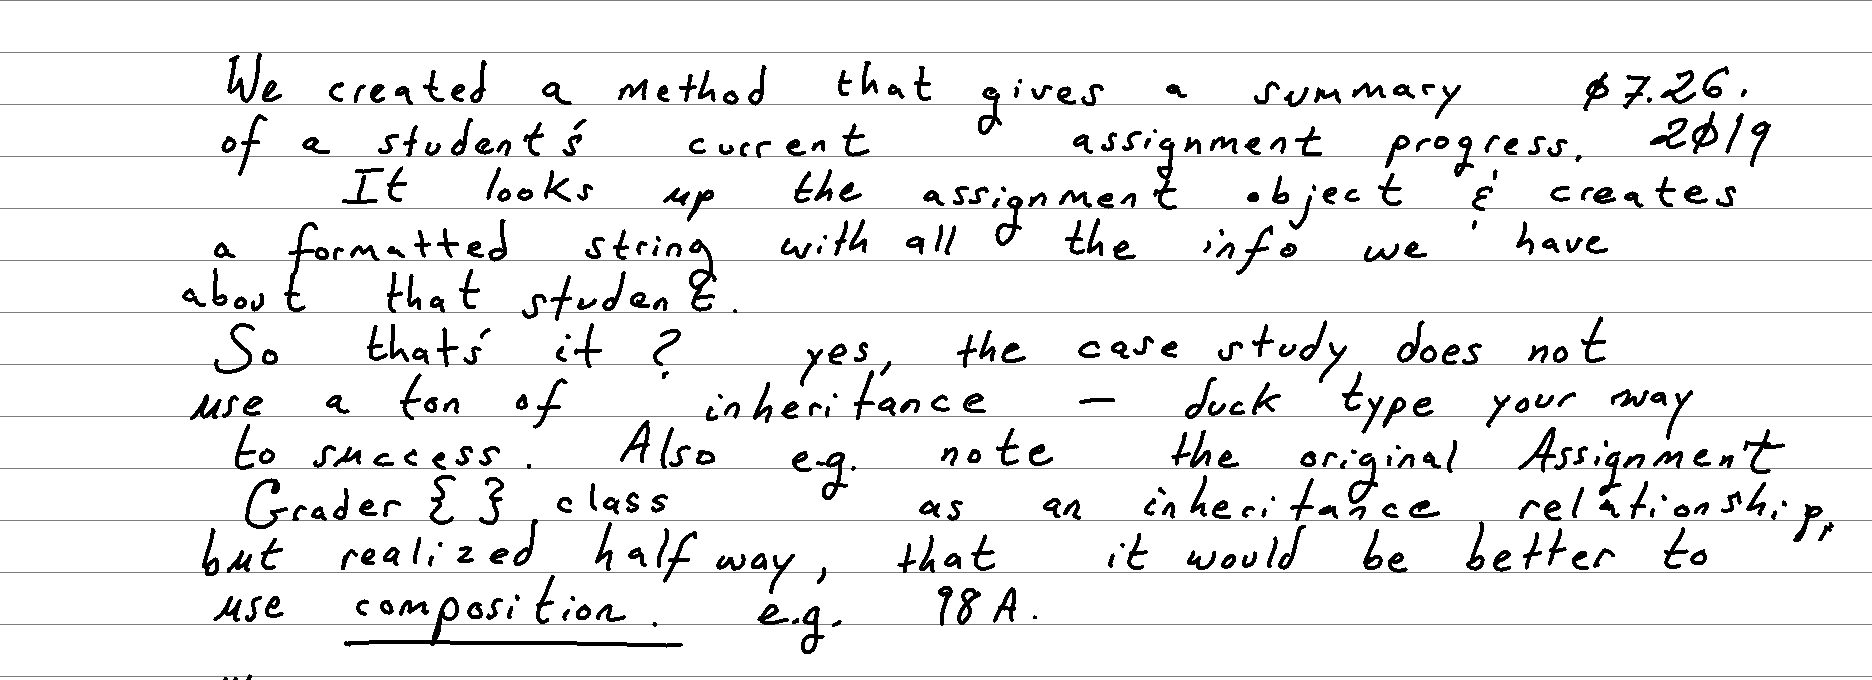 We created a method that gives a summary 07.26.
of a student's current assignment progress. 2019
It looks up the assignment object & creates
a formatted string with all the info we have
about that student.
So that's it? yes, the case study does not
use a ton of inheritance — duck type your way
to success. Also e.g. note the original Assignment
Grader { } class as an inheritance relationship,
but realized half way, that it would be better to
use composition. e.g. 98A.